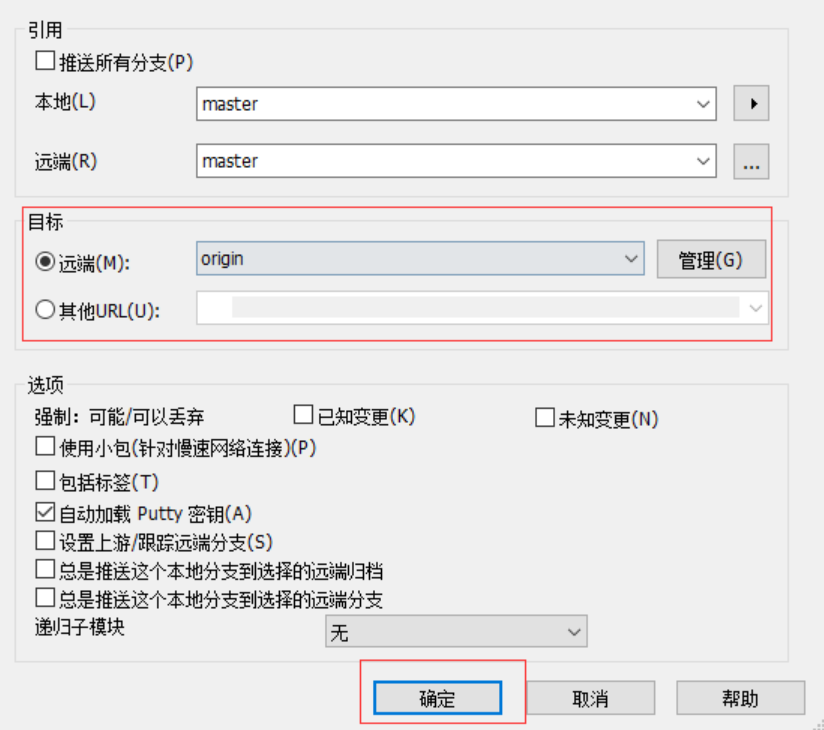 引用
推送所有分支(P)
本地(L) master
远端(R) master ...
目标
远端(M): origin 管理(G)
其他URL(U):
选项
强制：可能/可以丢弃 已知变更(K) 未知变更(N)
使用小包(针对慢速网络连接)(P)
包括标签(T)
自动加载 Putty 密钥(A)
设置上游/跟踪远端分支(S)
总是推送这个本地分支到选择的远端归档
总是推送这个本地分支到选择的远端分支
递归子模块 无
确定 取消 帮助